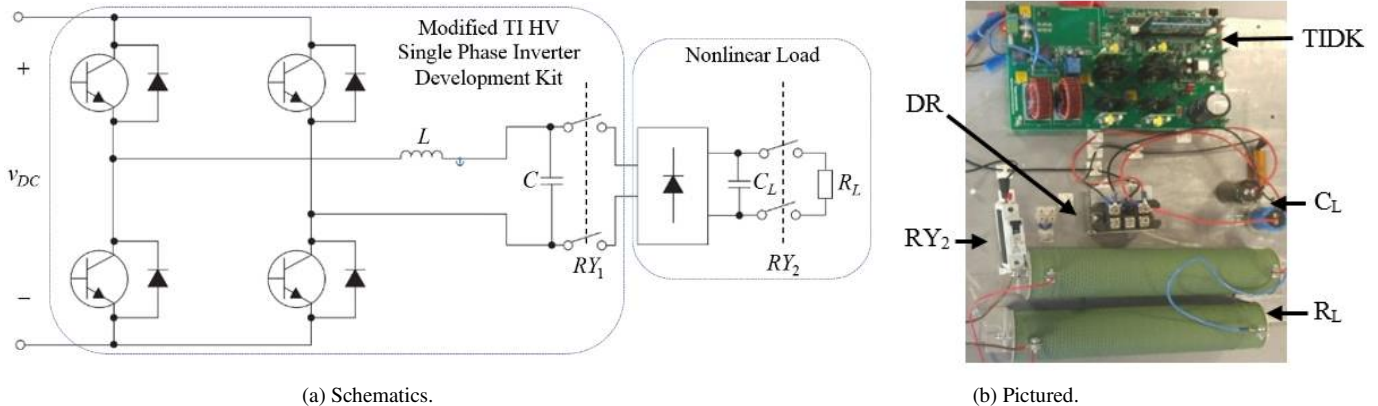 Modified TI HV
Single Phase Inverter
Development Kit
Nonlinear Load
+
L
v_DC
C
C_L
R_L
RY_1
RY_2
−
(a) Schematics.
TIDK
DR
C_L
RY_2
R_L
(b) Pictured.